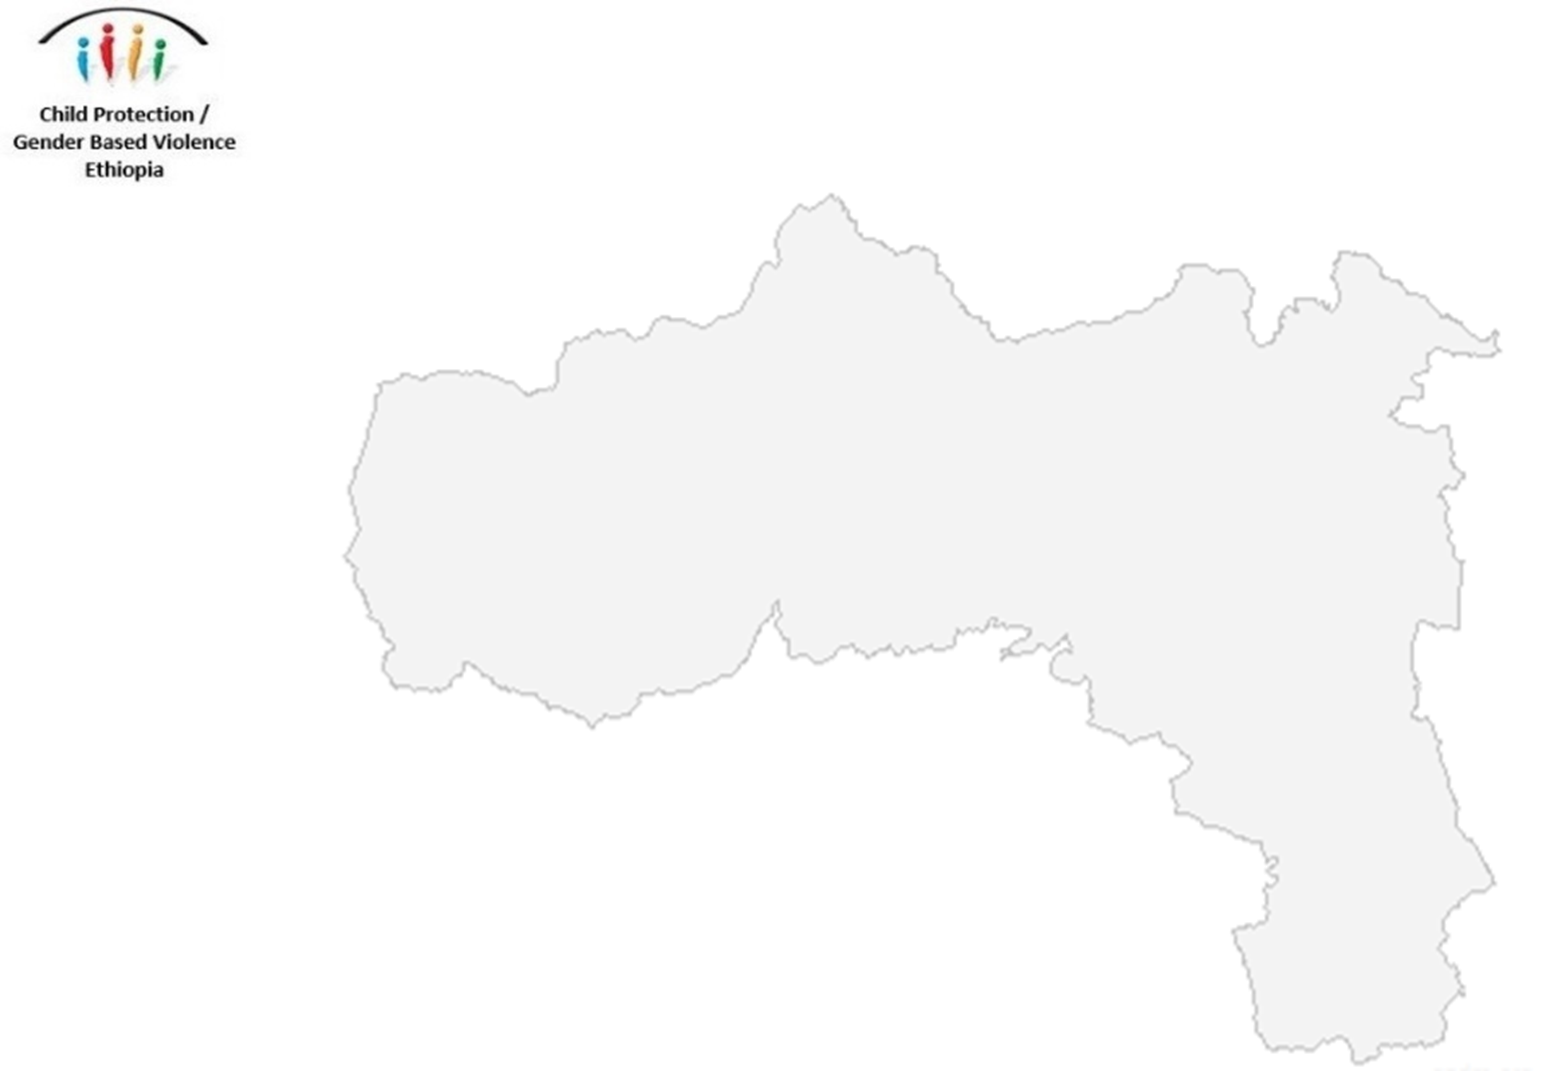 Child Protection /
Gender Based Violence
Ethiopia